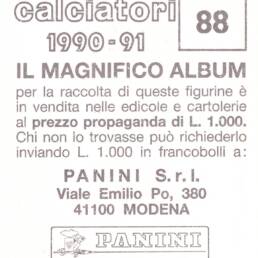 calciatori
1990-91
88
IL MAGNIFICO ALBUM
per la raccolta di queste figurine è
in vendita nelle edicole e cartolerie
al prezzo propaganda di L. 1.000.
Chi non lo trovasse può richiederlo
inviando L. 1.000 in francobolli a:
PANINI S.r.l.
Viale Emilio Po, 380
41100 MODENA
PANINI